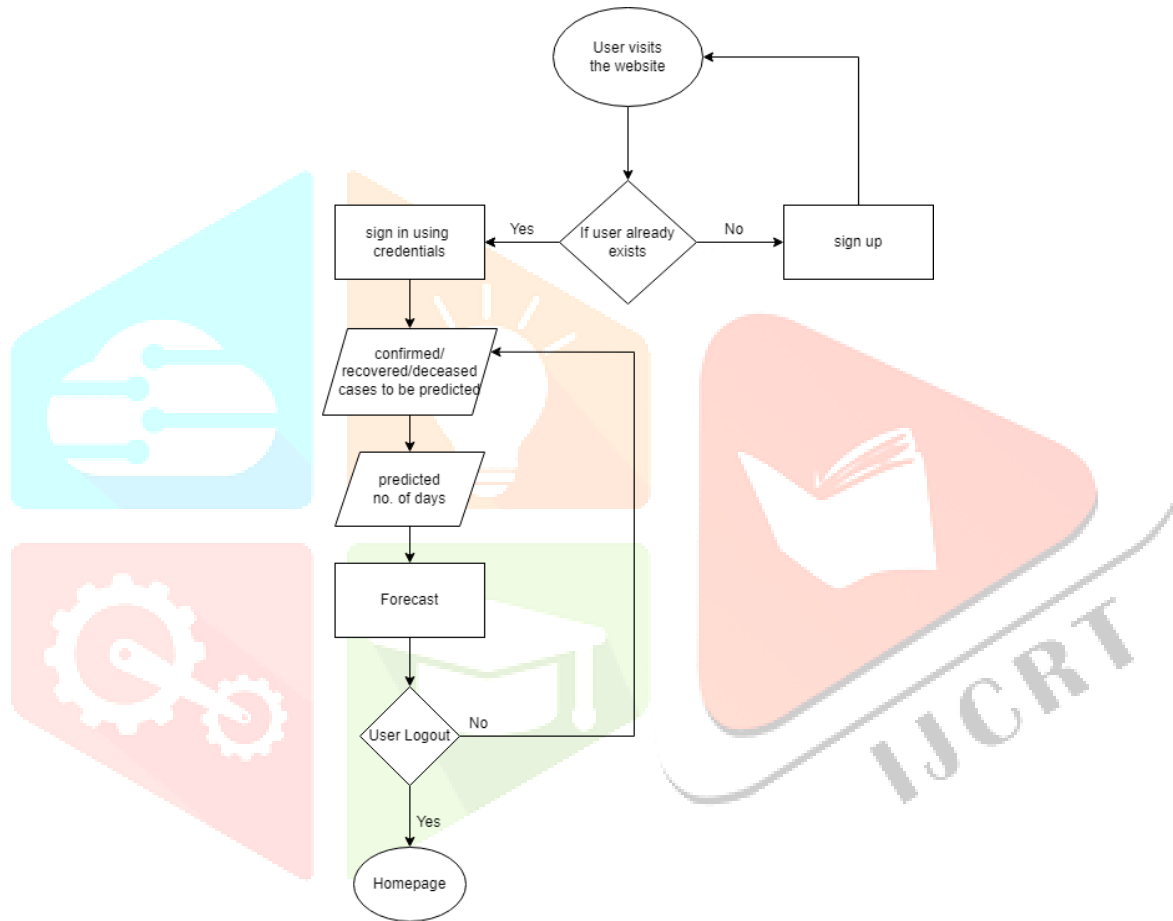 User visits
the website
If user already
exists
Yes
No
sign in using
credentials
sign up
confirmed/
recovered/deceased
cases to be predicted
predicted
no. of days
Forecast
User Logout
No
Yes
Homepage
IJCRT